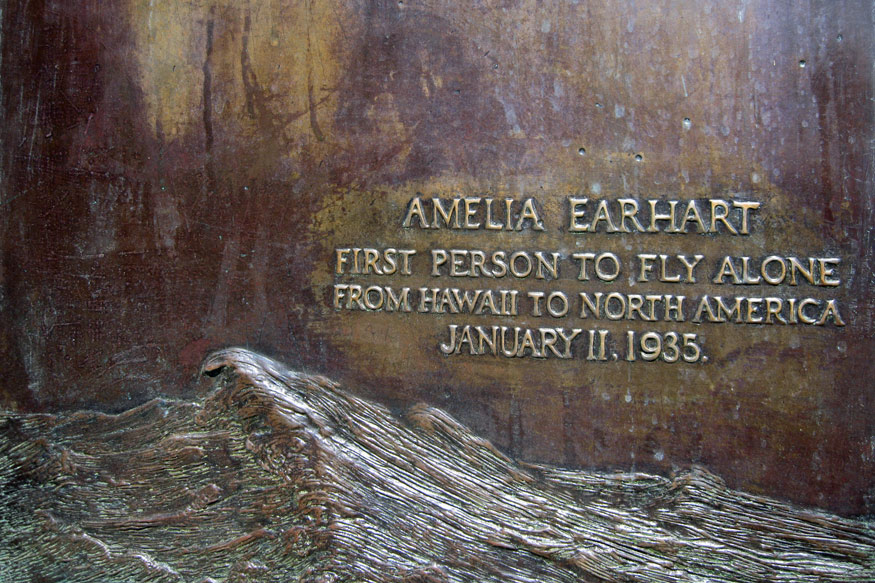 AMELIA EARHART
FIRST PERSON TO FLY ALONE
FROM HAWAII TO NORTH AMERICA
JANUARY 11, 1935.